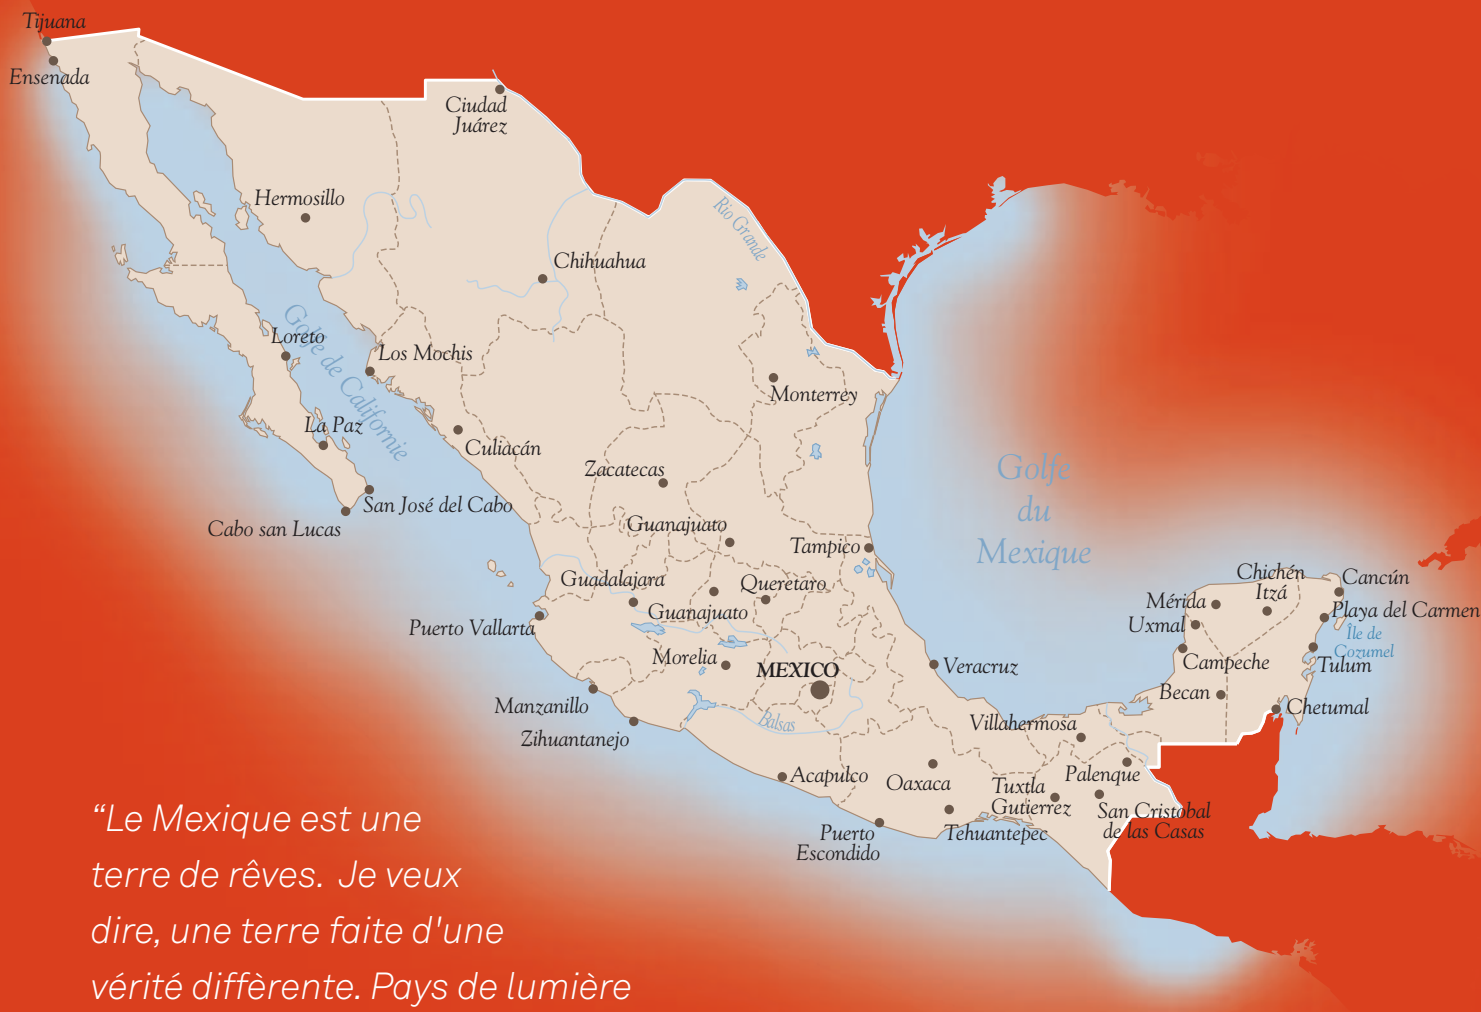 Tijuana
Ensenada
Ciudad
Juárez
Hermosillo
Rio Grande
Chihuahua
Golfe de Californie
Loreto
Los Mochis
Monterrey
La Paz
Culiacán
Zacatecas
Golfe
du
Mexique
San José del Cabo
Cabo san Lucas
Guanajuato
Tampico
Guadalajara
Queretaro
Guanajuato
Chichén
Itzá
Cancún
Mérida
Playa del Carmen
Uxmal
Île de
Cozumel
Puerto Vallarta
Morelia
MEXICO
Veracruz
Campeche
Tulum
Becan
Chetumal
Manzanillo
Balsas
Villahermosa
Zihuantanejo
Acapulco
Oaxaca
Palenque
Tuxtla
Gutierrez
San Cristobal
de las Casas
Puerto
Escondido
Tehuantepec
“Le Mexique est une
terre de rêves. Je veux
dire, une terre faite d'une
vérité diffèrente. Pays de lumière